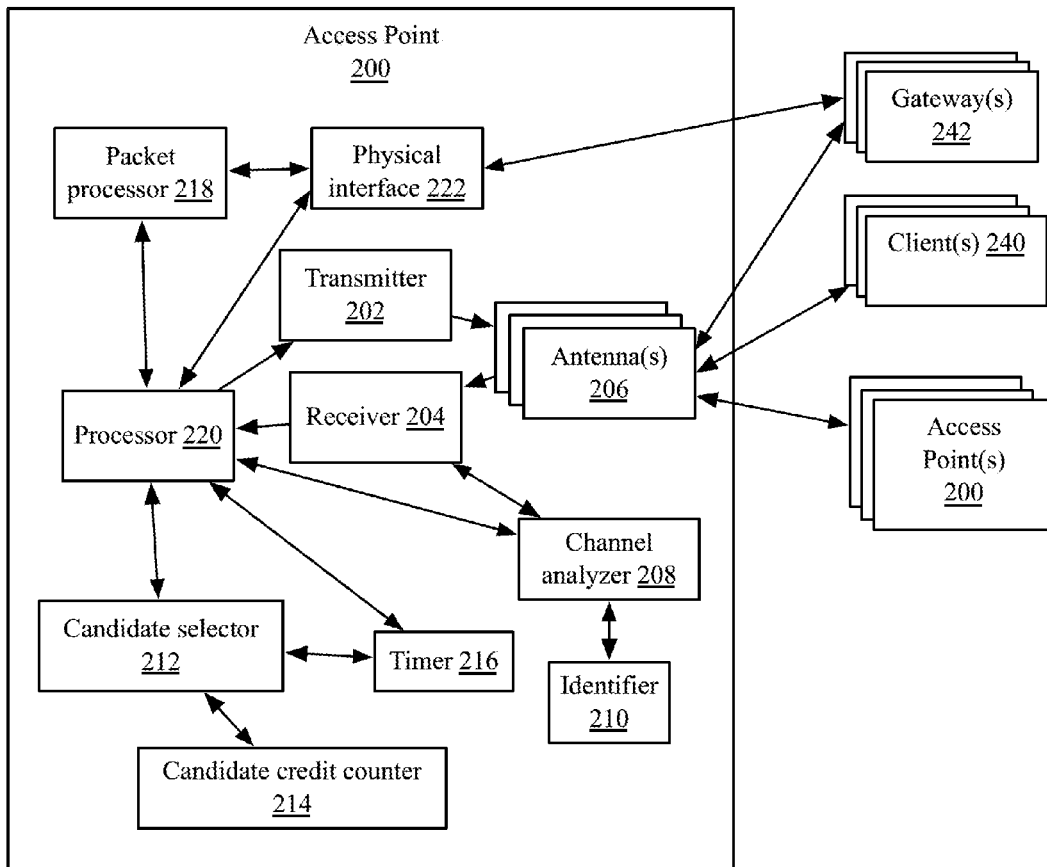 Access Point
200
Gateway(s)
242
Packet
processor 218
Physical
interface 222
Client(s) 240
Transmitter
202
Antenna(s)
206
Receiver 204
Processor 220
Access
Point(s)
200
Channel
analyzer 208
Candidate selector
212
Timer 216
Identifier
210
Candidate credit counter
214